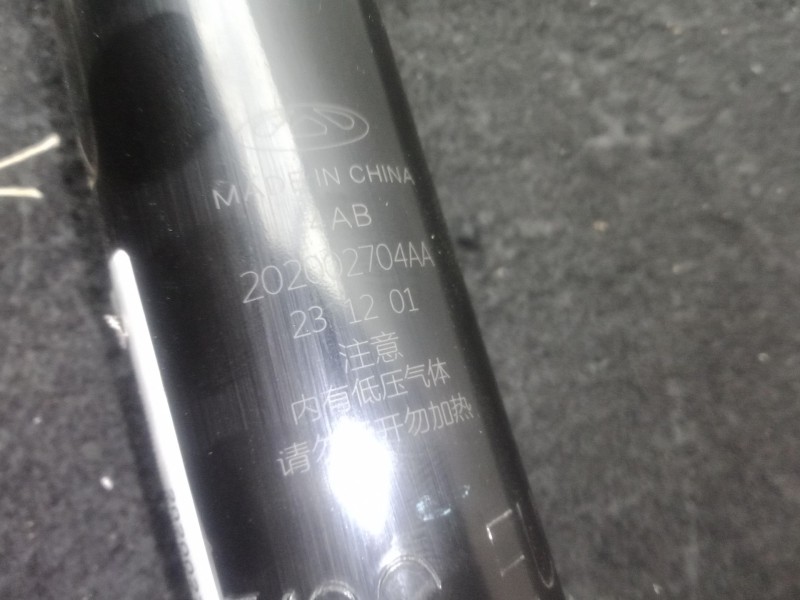 MADE IN CHINA
AB
202002704AA
23 12 01
注意
内有低压气体
请勿 开勿加热